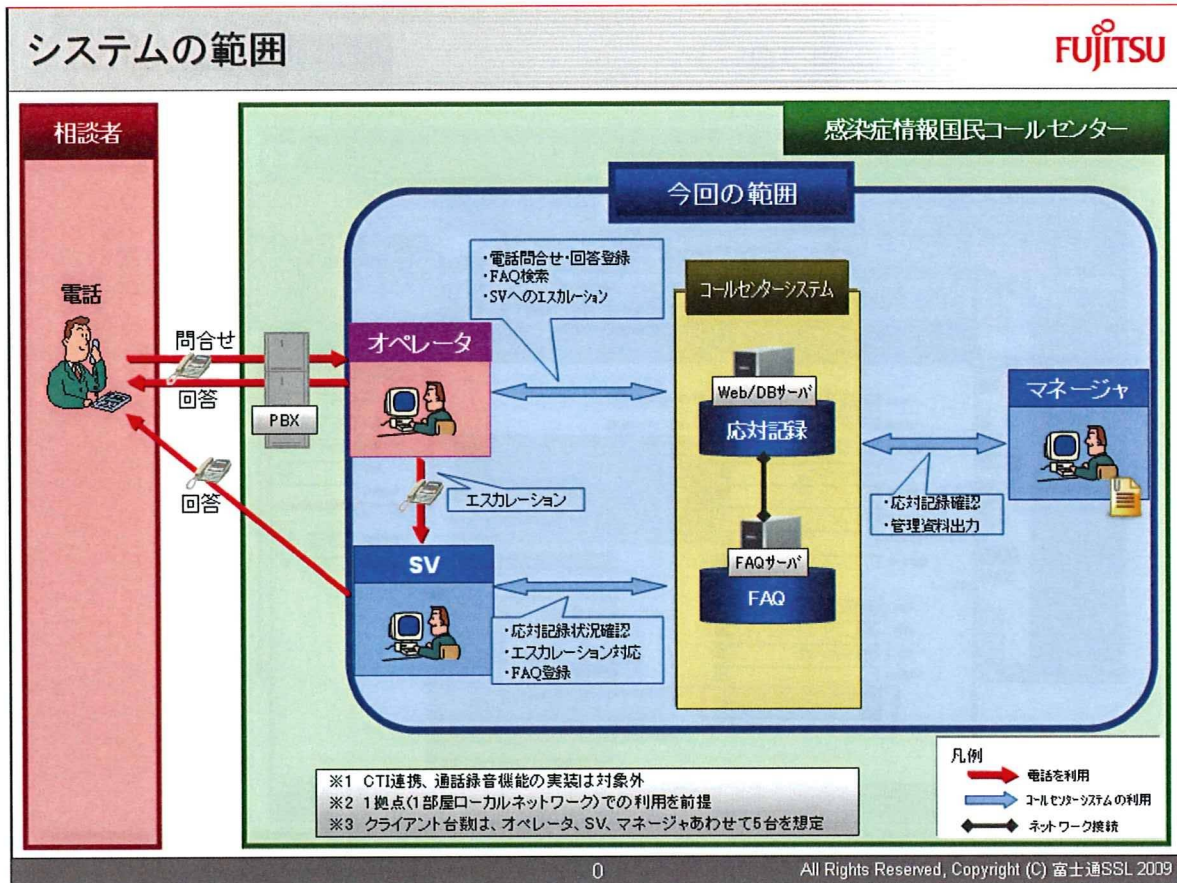 システムの範囲
FUJITSU
相談者
感染症情報国民コールセンター
今回の範囲
・電話問合せ・回答登録
・FAQ検索
・SVへのエスカレーション
コールセンターシステム
電話
問合せ
オペレータ
回答
PBX
Web/DBサーバ
応対記録
マネージャ
回答
エスカレーション
・応対記録確認
・管理資料出力
SV
FAQサーバ
FAQ
・応対記録状況確認
・エスカレーション対応
・FAQ登録
凡例
電話を利用
コールセンターシステムの利用
ネットワーク接続
※1 CTI連携、通話録音機能の実装は対象外
※2 1拠点(1部屋ローカルネットワーク)での利用を前提
※3 クライアント台数は、オペレータ、SV、マネージャあわせて5台を想定
0
All Rights Reserved, Copyright (C) 富士通SSL 2009